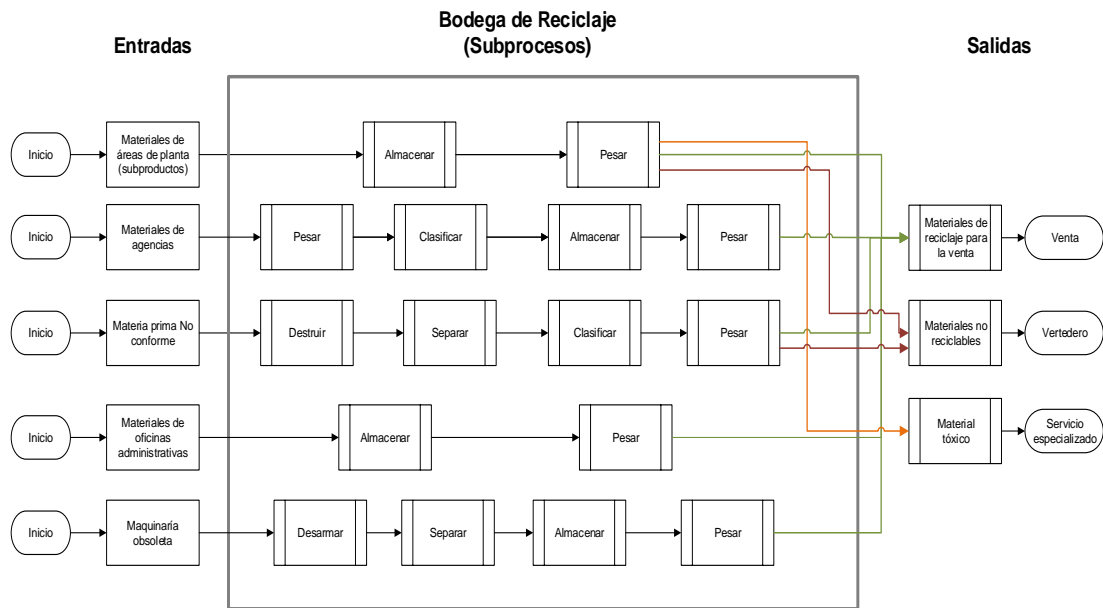 Entradas
Bodega de Reciclaje
(Subprocesos)
Salidas
Inicio
Materiales de
áreas de planta
(subproductos)
Almacenar
Pesar
Inicio
Materiales de
agencias
Pesar
Clasificar
Almacenar
Pesar
Materiales de
reciclaje para
la venta
Venta
Inicio
Materia prima No
conforme
Destruir
Separar
Clasificar
Pesar
Materiales no
reciclables
Vertedero
Inicio
Materiales de
oficinas
administrativas
Almacenar
Pesar
Material
tóxico
Servicio
especializado
Inicio
Maquinaría
obsoleta
Desarmar
Separar
Almacenar
Pesar